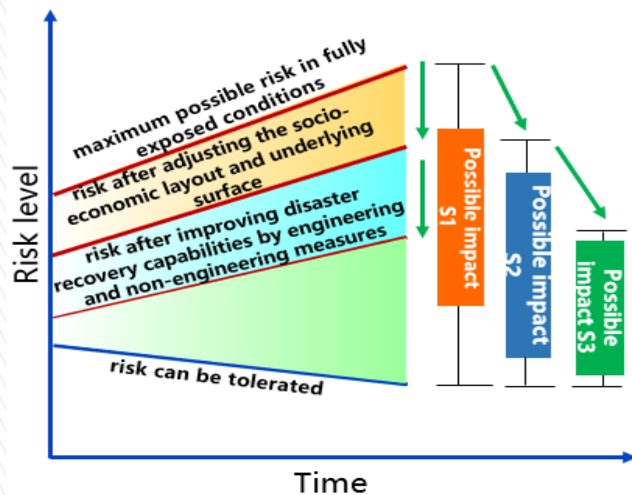 Risk level
maximum possible risk in fully
exposed conditions
risk after adjusting the socio-
economic layout and underlying
surface
risk after improving disaster
recovery capabilities by engineering
and non-engineering measures
risk can be tolerated
Possible impact
S1
Possible impact
S2
Possible
impact S3
Time